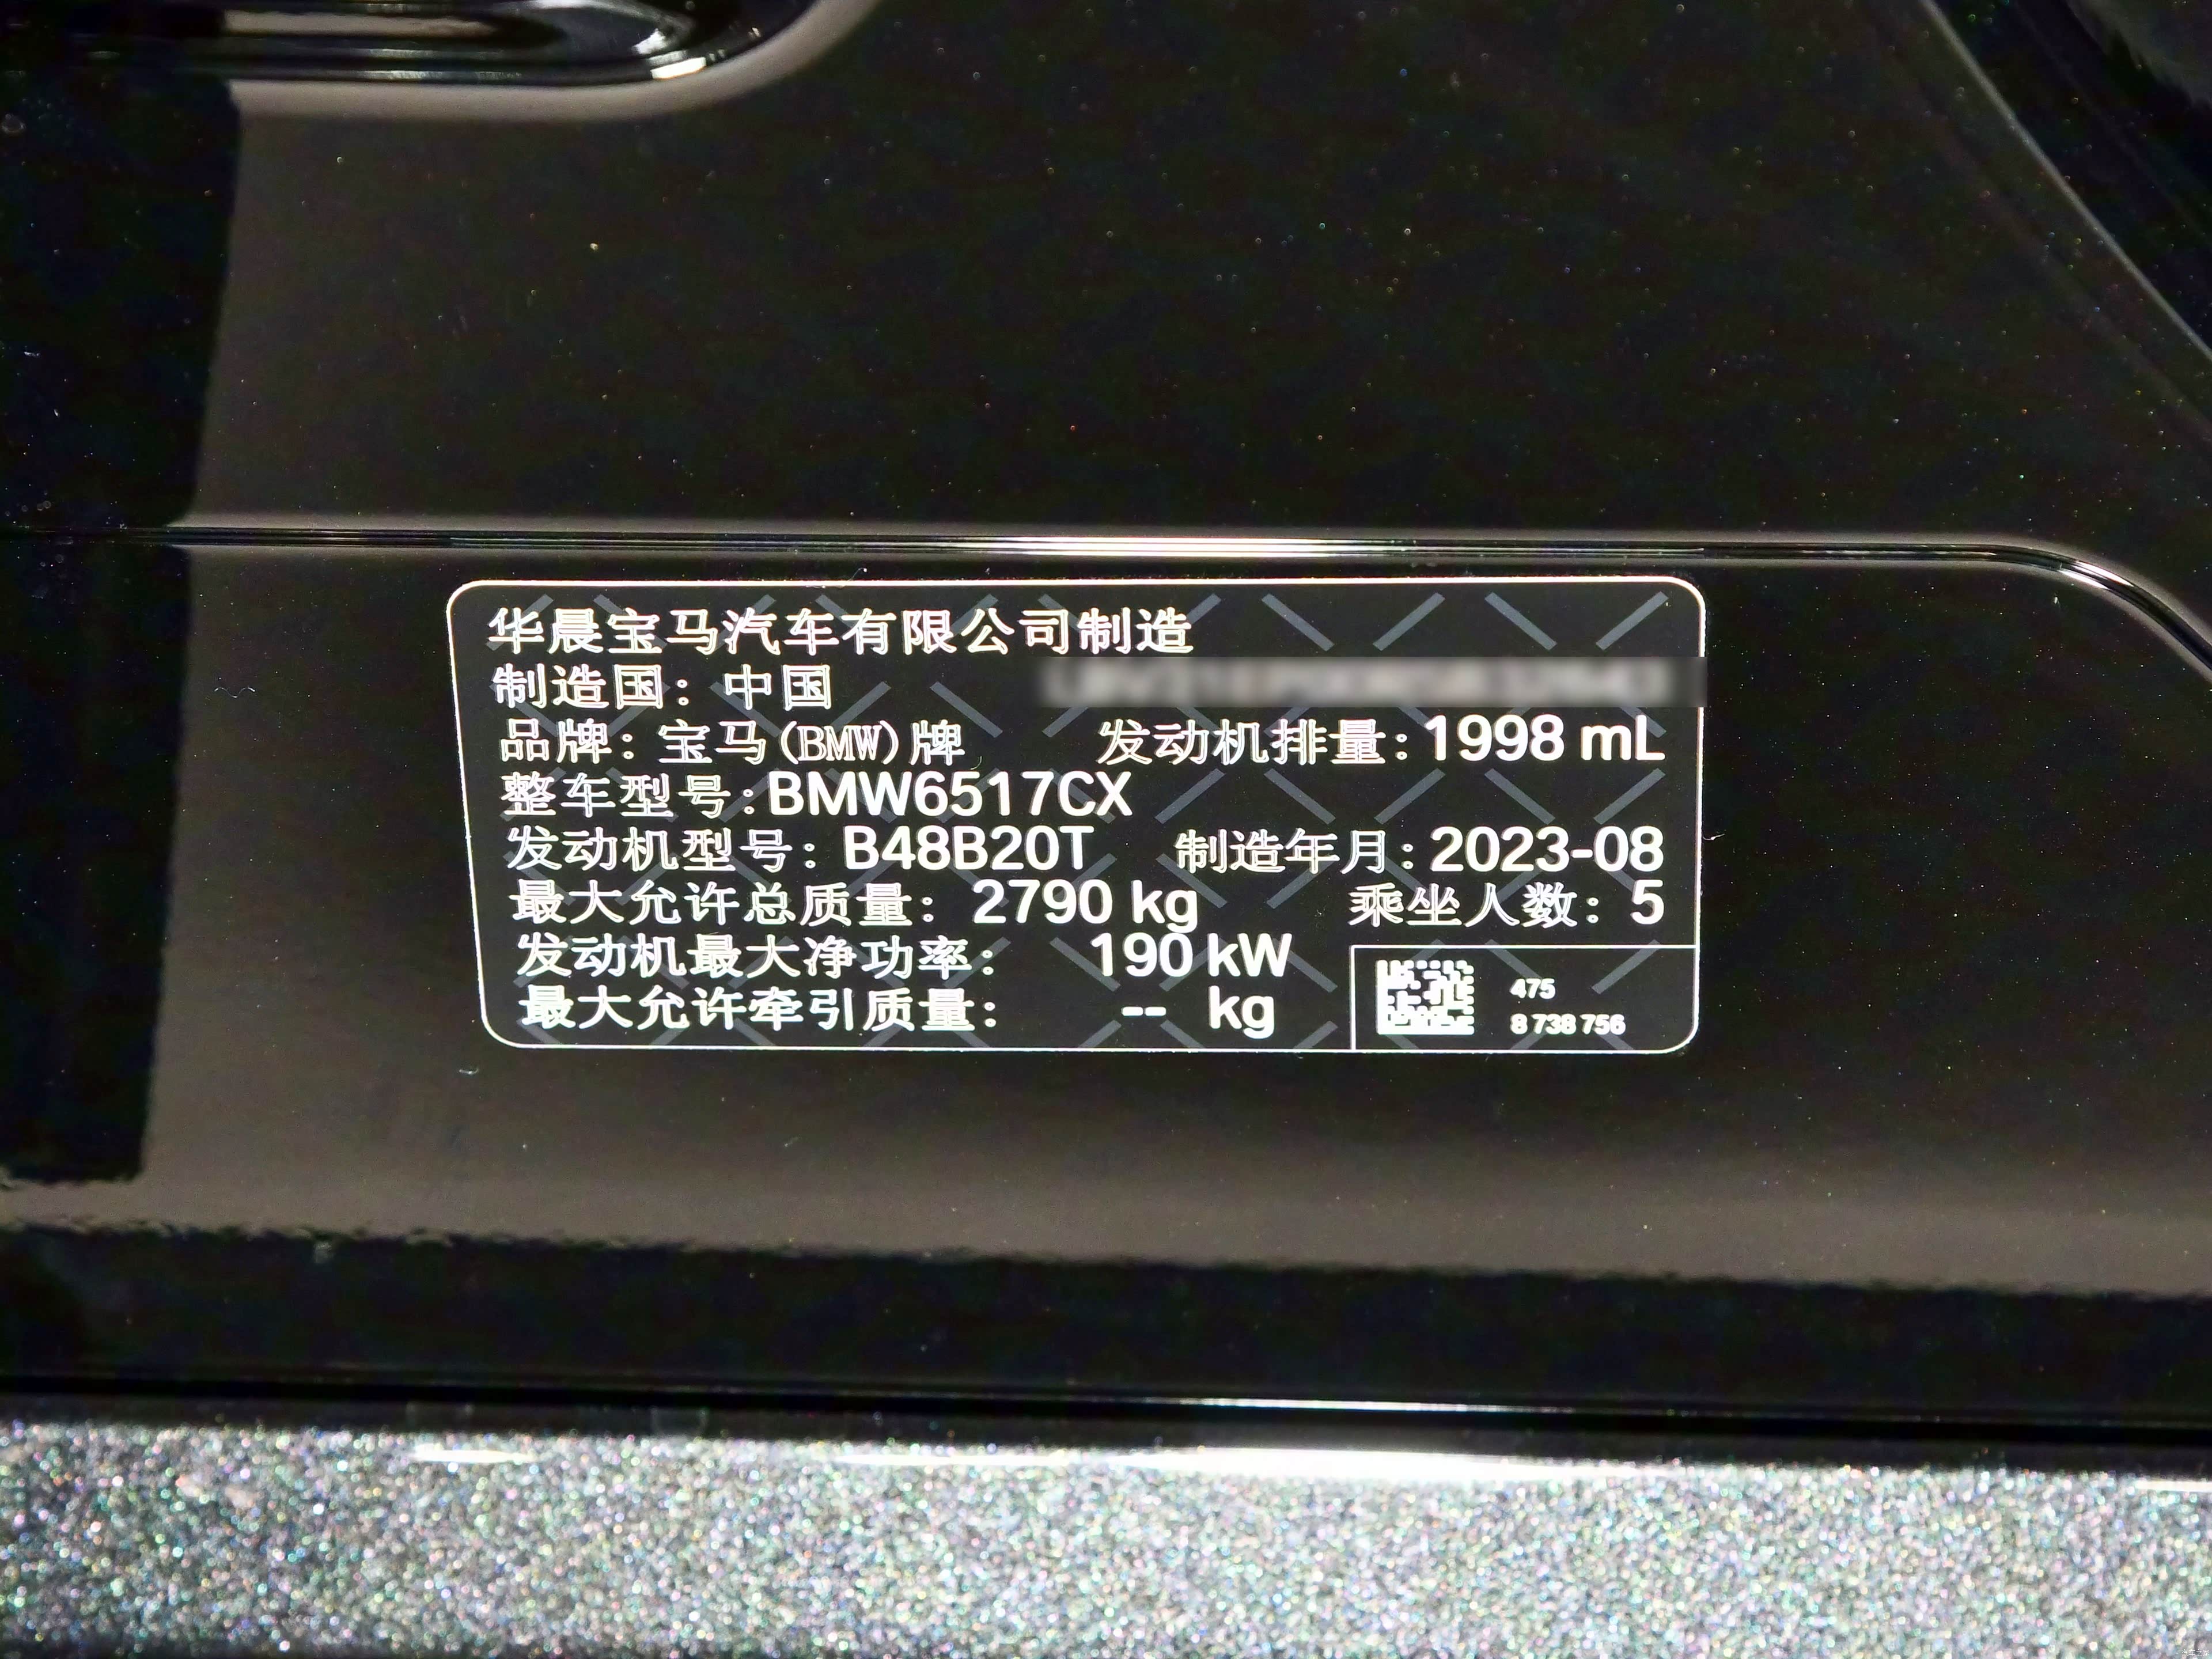 华晨宝马汽车有限公司制造
制造国：中国
品牌：宝马(BMW)牌 发动机排量：1998 mL
整车型号：BMW6517CX
发动机型号：B48B20T 制造年月：2023-08
最大允许总质量：2790 kg 乘坐人数：5
发动机最大净功率：190 kW
最大允许牵引质量：-- kg
475
8 738 756